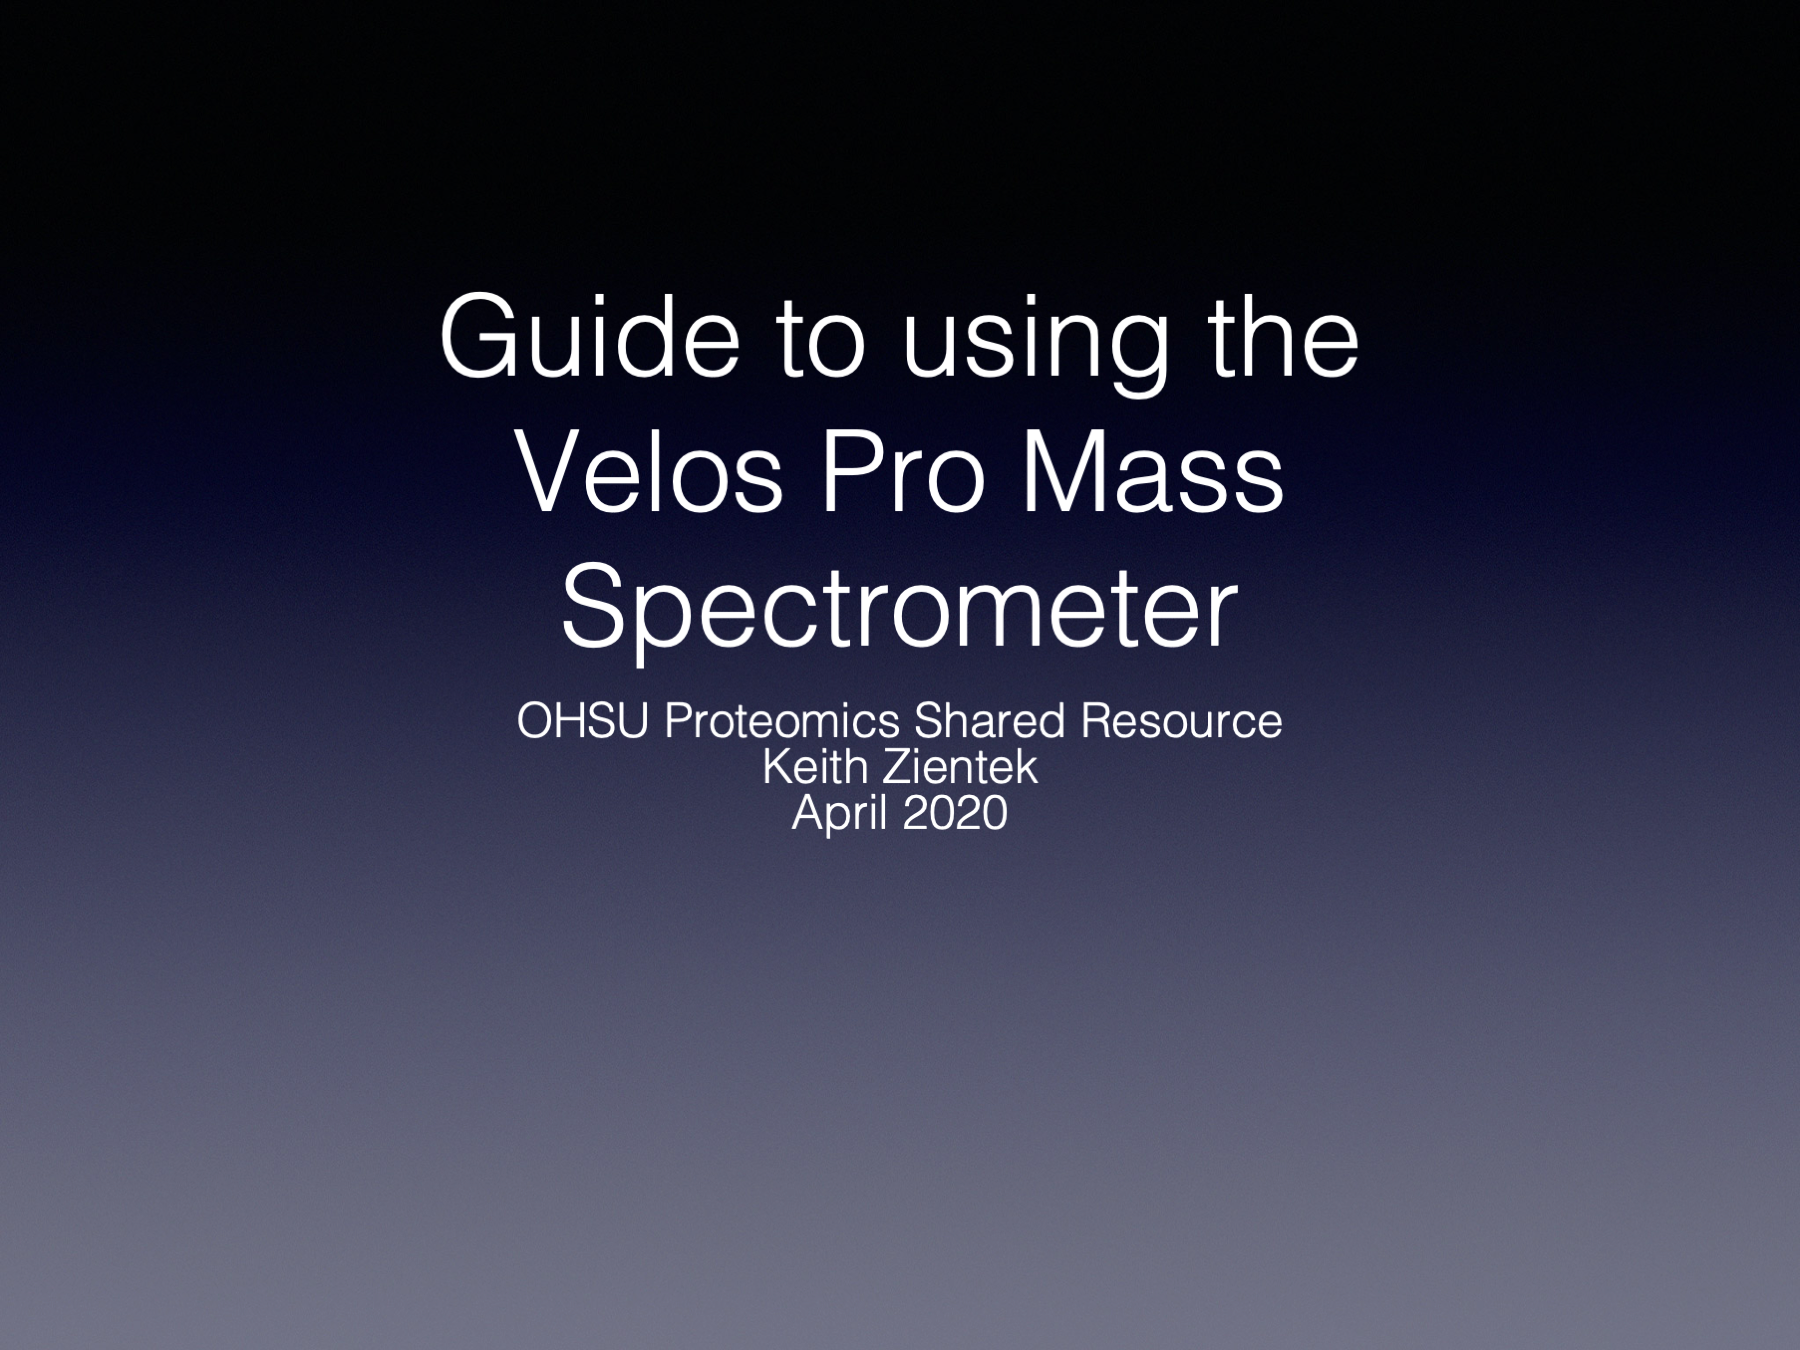 Guide to using the
Velos Pro Mass
Spectrometer
OHSU Proteomics Shared Resource
Keith Zientek
April 2020